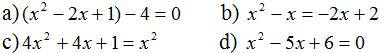 a) (x² − 2x + 1) − 4 = 0 b) x² − x = −2x + 2
c) 4x² + 4x + 1 = x² d) x² − 5x + 6 = 0